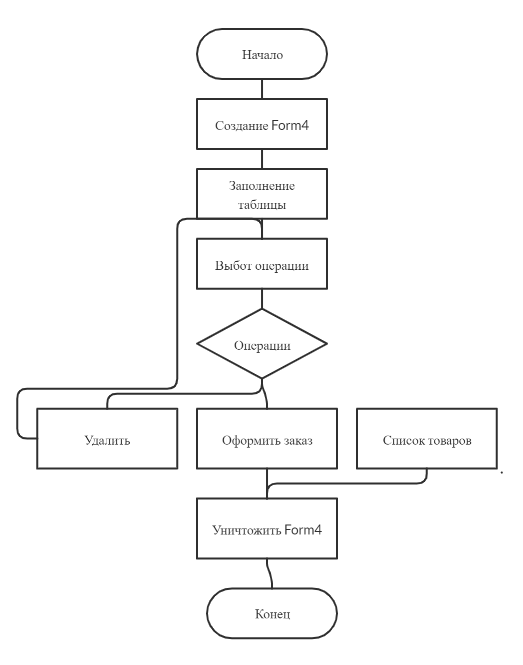 Начало
Создание Form4
Заполнение
таблицы
Выбот операции
Операции
Удалить
Оформить заказ
Список товаров
Уничтожить Form4
Конец